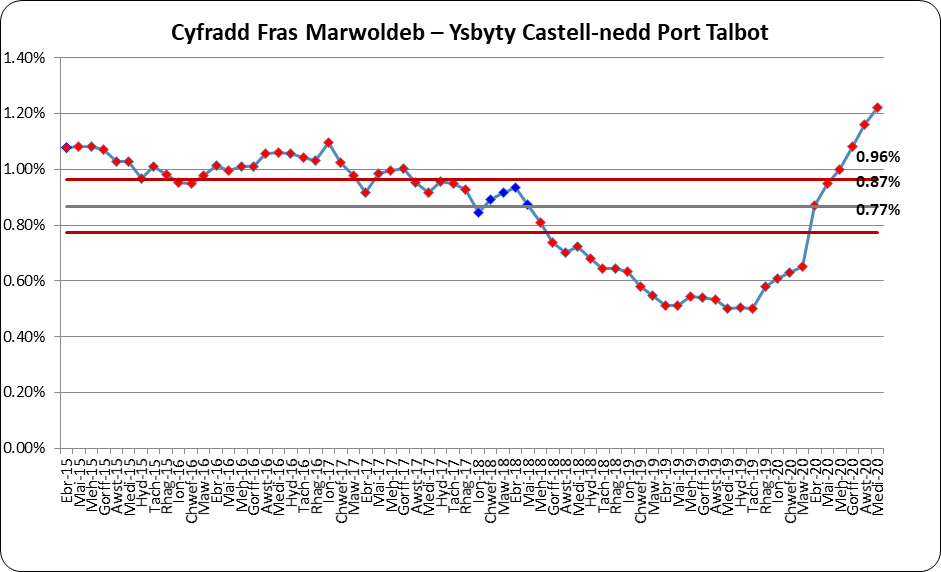 Cyfradd Fras Marwoldeb – Ysbyty Castell-nedd Port Talbot
1.40%
1.20%
1.00%
0.80%
0.60%
0.40%
0.20%
0.00%
0.96%
0.87%
0.77%
Ebr-15
Mai-15
Meh-15
Gorff-15
Awst-15
Medi-15
Hyd-15
Tach-15
Rhag-15
Ion-16
Chwef-16
Maw-16
Ebr-16
Mai-16
Meh-16
Gorff-16
Awst-16
Medi-16
Hyd-16
Tach-16
Rhag-16
Ion-17
Chwef-17
Maw-17
Ebr-17
Mai-17
Meh-17
Gorff-17
Awst-17
Medi-17
Hyd-17
Tach-17
Rhag-17
Ion-18
Chwef-18
Maw-18
Ebr-18
Mai-18
Meh-18
Gorff-18
Awst-18
Medi-18
Hyd-18
Tach-18
Rhag-18
Ion-19
Chwef-19
Maw-19
Ebr-19
Mai-19
Meh-19
Gorff-19
Awst-19
Medi-19
Hyd-19
Tach-19
Rhag-19
Ion-20
Chwef-20
Maw-20
Ebr-20
Mai-20
Meh-20
Gorff-20
Awst-20
Medi-20